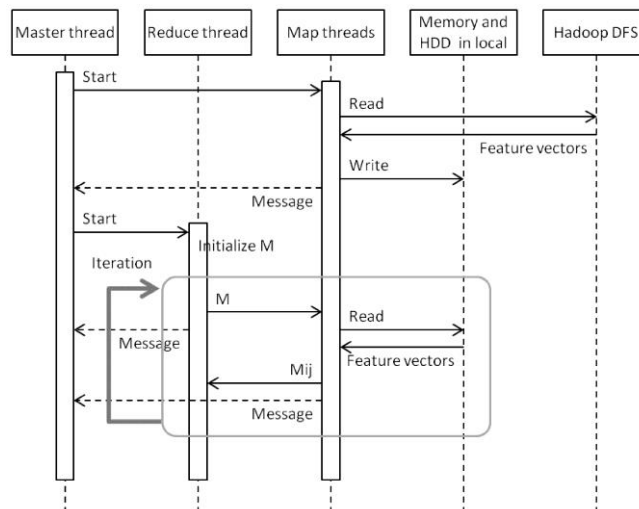 Master thread
Reduce thread
Map threads
Memory and
HDD in local
Hadoop DFS
Start
Read
Feature vectors
Write
Message
Start
Initialize M
Iteration
M
Read
Message
Feature vectors
Mij
Message